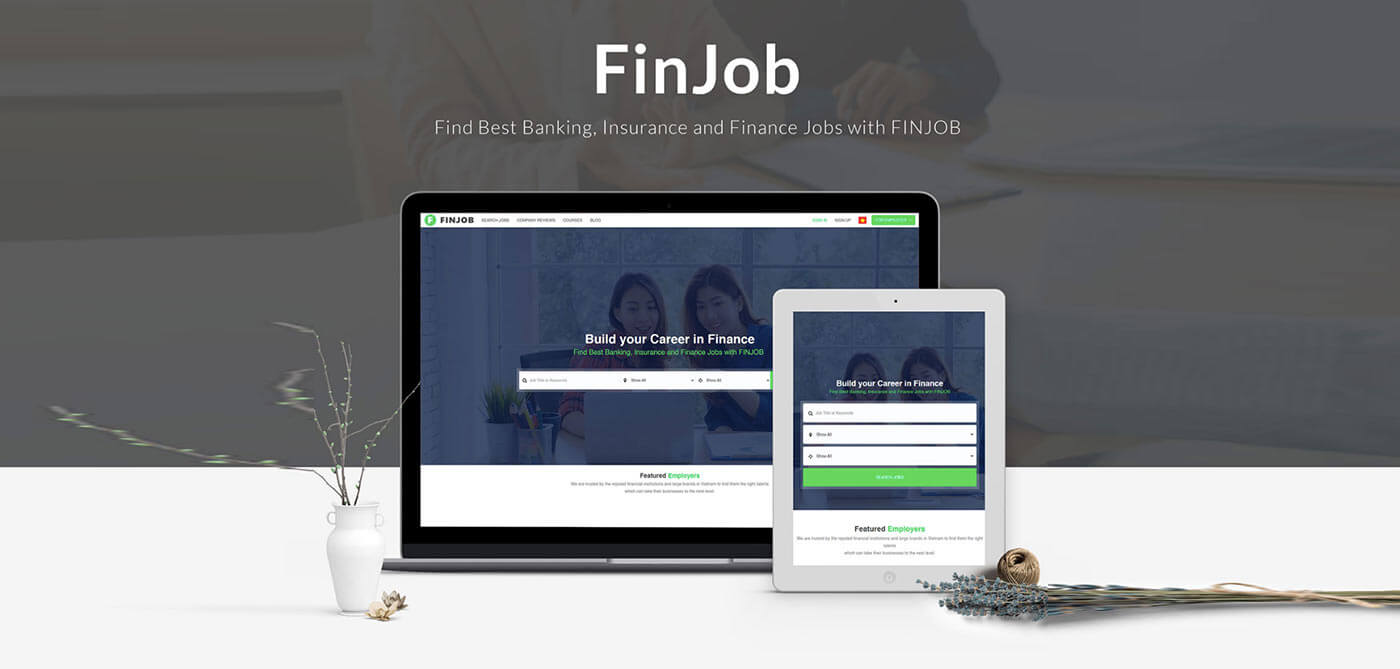 FinJob
Find Best Banking, Insurance and Finance Jobs with FINJOB
F FINJOB SEARCH JOBS COMPANY REVIEWS COURSES BLOG SIGN IN SIGN UP FOR EMPLOYER
Build your Career in Finance
Find Best Banking, Insurance and Finance Jobs with FINJOB
Job Title or Keywords Show All Show All
Featured Employers
We are trusted by the reputed financial institutions and large brands in Vietnam to find them the right talents
which can take their businesses to the next level.
Build your Career in Finance
Find Best Banking, Insurance and Finance Jobs with FINJOB
Job Title or Keywords
Show All
Show All
SEARCH JOBS
Featured Employers
We are trusted by the reputed financial institutions and large brands in Vietnam to find them the right
talents
which can take their businesses to the next level.